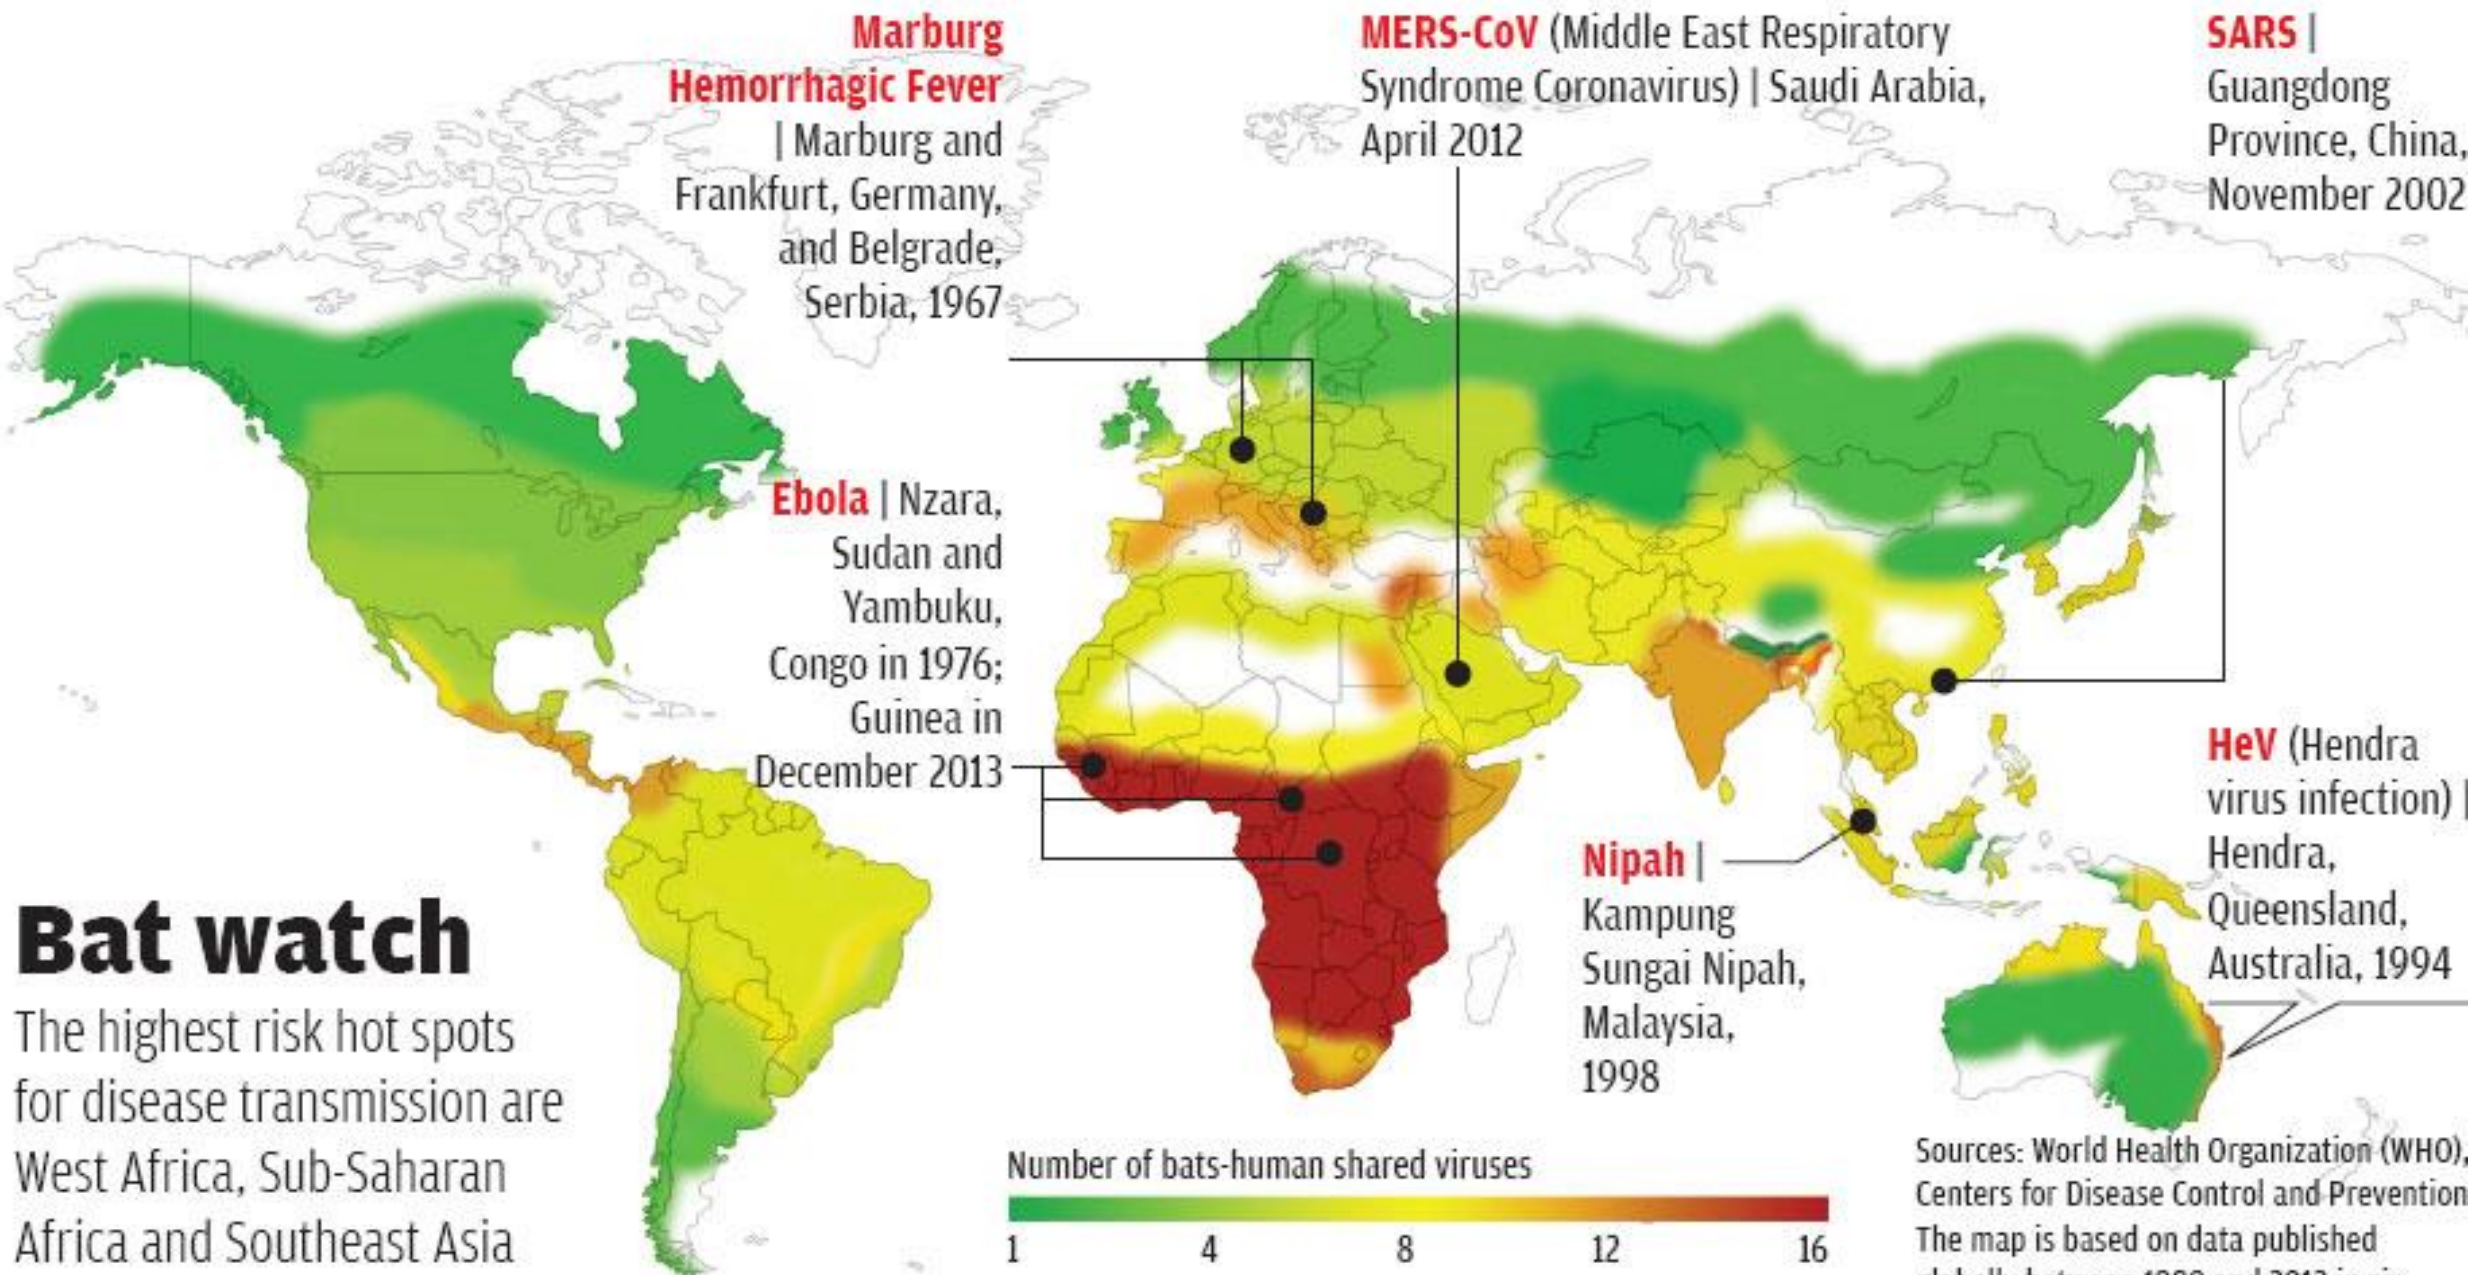 Marburg
Hemorrhagic Fever
| Marburg and
Frankfurt, Germany,
and Belgrade,
Serbia, 1967
MERS-CoV (Middle East Respiratory
Syndrome Coronavirus) | Saudi Arabia,
April 2012
SARS |
Guangdong
Province, China,
November 2002
Ebola | Nzara,
Sudan and
Yambuku,
Congo in 1976;
Guinea in
December 2013
Nipah |
Kampung
Sungai Nipah,
Malaysia,
1998
HeV (Hendra
virus infection) |
Hendra,
Queensland,
Australia, 1994
Bat watch
The highest risk hot spots
for disease transmission are
West Africa, Sub-Saharan
Africa and Southeast Asia
Number of bats-human shared viruses
1 4 8 12 16
Sources: World Health Organization (WHO),
Centers for Disease Control and Prevention
The map is based on data published